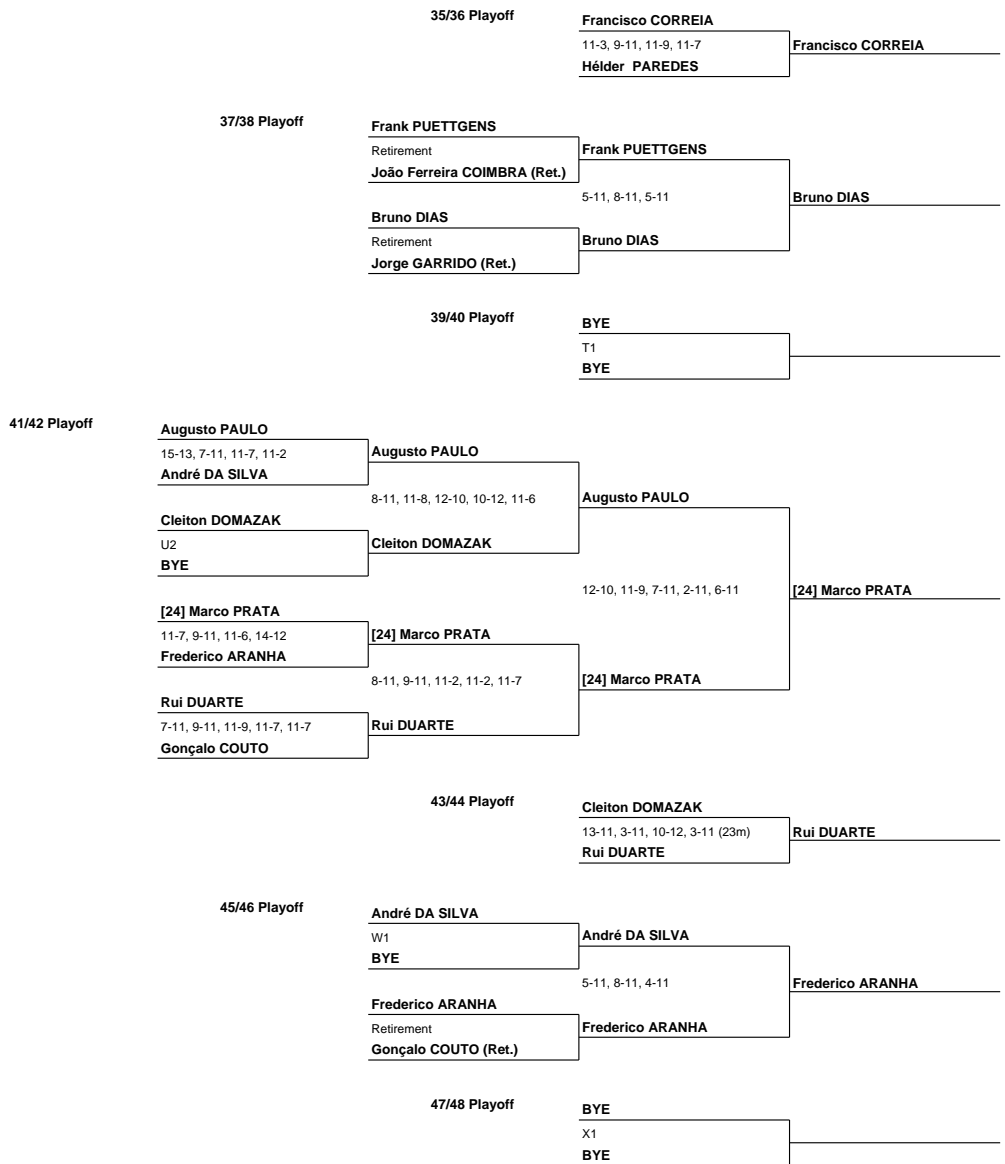 35/36 Playoff
Francisco CORREIA
11-3, 9-11, 11-9, 11-7
Francisco CORREIA
Hélder PAREDES
37/38 Playoff
Frank PUETTGENS
Retirement
Frank PUETTGENS
João Ferreira COIMBRA (Ret.)
5-11, 8-11, 5-11
Bruno DIAS
Bruno DIAS
Retirement
Bruno DIAS
Jorge GARRIDO (Ret.)
39/40 Playoff
BYE
T1
BYE
41/42 Playoff
Augusto PAULO
15-13, 7-11, 11-7, 11-2
Augusto PAULO
André DA SILVA
8-11, 11-8, 12-10, 10-12, 11-6
Augusto PAULO
Cleiton DOMAZAK
U2
Cleiton DOMAZAK
BYE
12-10, 11-9, 7-11, 2-11, 6-11
[24] Marco PRATA
[24] Marco PRATA
11-7, 9-11, 11-6, 14-12
[24] Marco PRATA
Frederico ARANHA
8-11, 9-11, 11-2, 11-2, 11-7
[24] Marco PRATA
Rui DUARTE
7-11, 9-11, 11-9, 11-7, 11-7
Rui DUARTE
Gonçalo COUTO
43/44 Playoff
Cleiton DOMAZAK
13-11, 3-11, 10-12, 3-11 (23m)
Rui DUARTE
Rui DUARTE
45/46 Playoff
André DA SILVA
W1
André DA SILVA
BYE
5-11, 8-11, 4-11
Frederico ARANHA
Frederico ARANHA
Retirement
Frederico ARANHA
Gonçalo COUTO (Ret.)
47/48 Playoff
BYE
X1
BYE